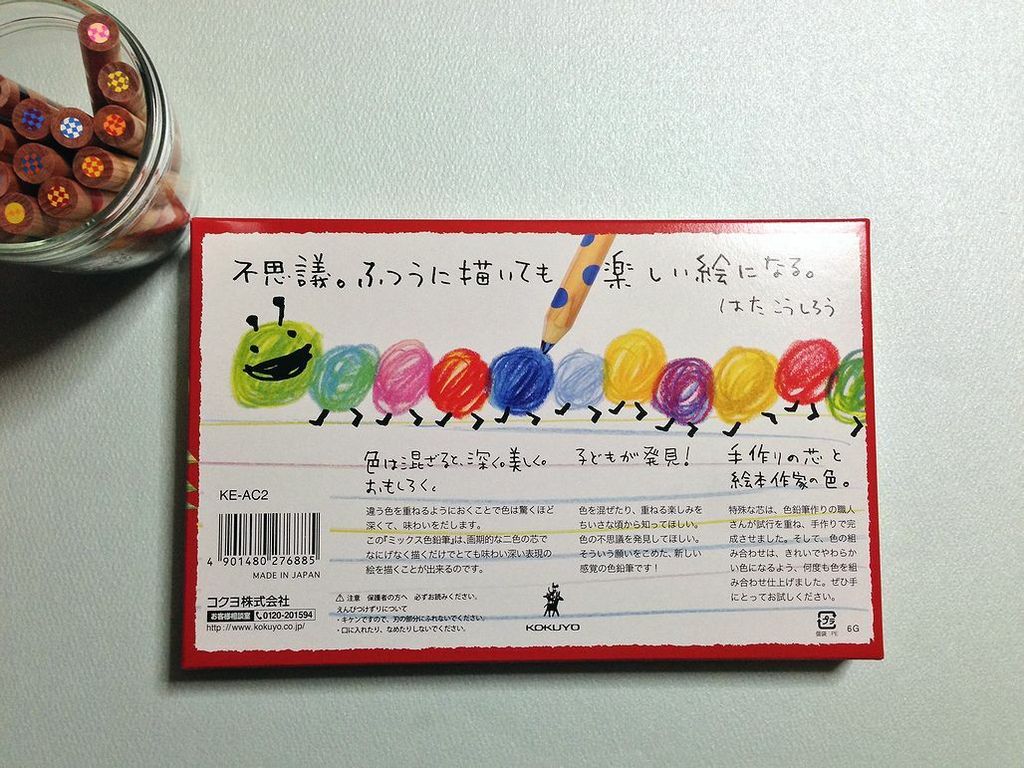 不思議。ふつうに描いても楽しい絵になる。
はたこうしろう
色は混ざると、深く。美しく。
おもしろく。
違う色を重ねるようにおくことで色は驚くほど
深くて、味わいをだします。
この『ミックス色鉛筆』は、画期的な二色の芯で
なにげなく描くだけでとても味わい深い表現の
絵を描くことが出来るのです。
子どもが発見!
色を混ぜたり、重ねる楽しみを
ちいさな頃から知ってほしい。
色の不思議を発見してほしい。
そういう願いをこめた、新しい
感覚の色鉛筆です!
手作りの芯と
絵本作家の色。
特殊な芯は、色鉛筆作りの職人
さんが試行を重ね、手作りで完
成させました。そして、色の組
み合わせは、きれいでやわらか
い色になるよう、何度も色を組
み合わせ仕上げました。ぜひ手
にとってお試しください。
KE-AC2
4 901480 276885
MADE IN JAPAN
コクヨ株式会社
お客様相談室 0120-201594
http://www.kokuyo.co.jp/
⚠注意 保護者の方へ 必ずお読みください。
えんぴつけずりについて
・キケンですので、刃の部分にふれないでください。
・口に入れたり、なめたりしないでください。
KOKUYO
プラ
個袋:PE
6G